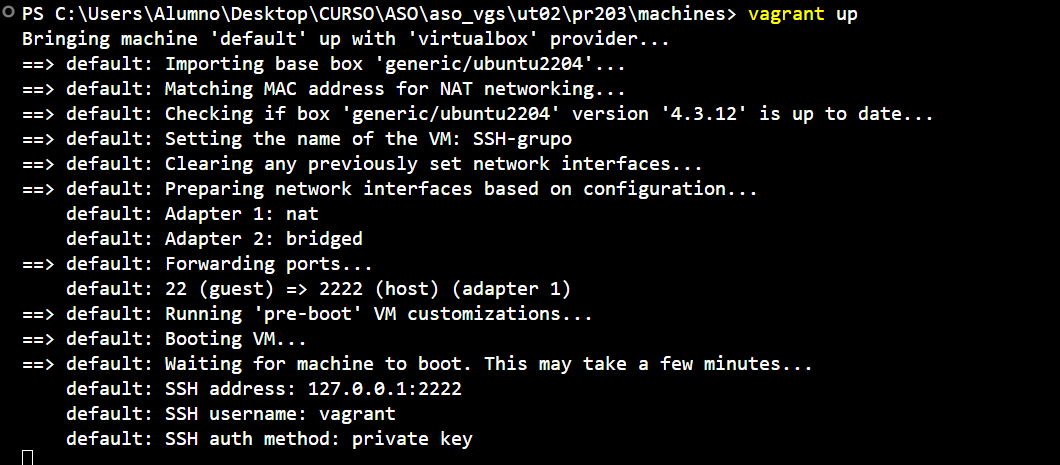 PS C:\Users\Alumno\Desktop\CURSO\ASO\aso_vgs\ut02\pr203\machines> vagrant up
Bringing machine 'default' up with 'virtualbox' provider...
==> default: Importing base box 'generic/ubuntu2204'...
==> default: Matching MAC address for NAT networking...
==> default: Checking if box 'generic/ubuntu2204' version '4.3.12' is up to date...
==> default: Setting the name of the VM: SSH-grupo
==> default: Clearing any previously set network interfaces...
==> default: Preparing network interfaces based on configuration...
    default: Adapter 1: nat
    default: Adapter 2: bridged
==> default: Forwarding ports...
    default: 22 (guest) => 2222 (host) (adapter 1)
==> default: Running 'pre-boot' VM customizations...
==> default: Booting VM...
==> default: Waiting for machine to boot. This may take a few minutes...
    default: SSH address: 127.0.0.1:2222
    default: SSH username: vagrant
    default: SSH auth method: private key